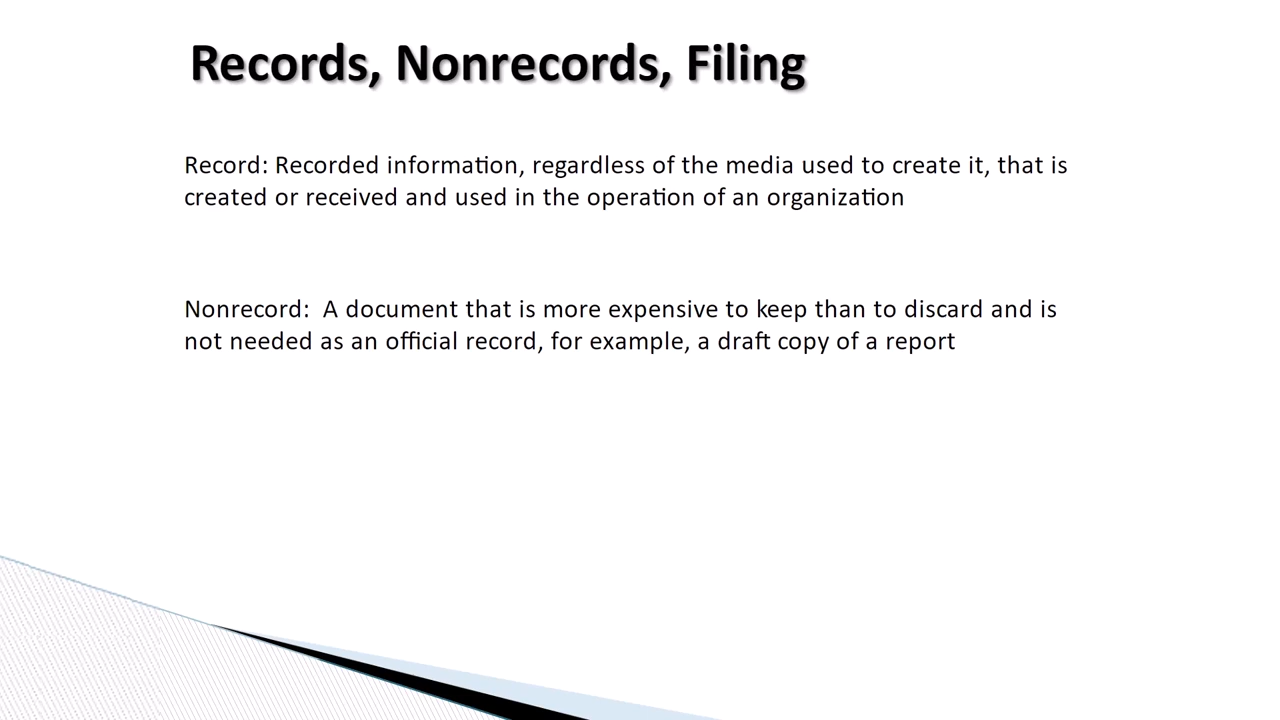 Records, Nonrecords, Filing
Record: Recorded information, regardless of the media used to create it, that is
created or received and used in the operation of an organization
Nonrecord:  A document that is more expensive to keep than to discard and is
not needed as an official record, for example, a draft copy of a report